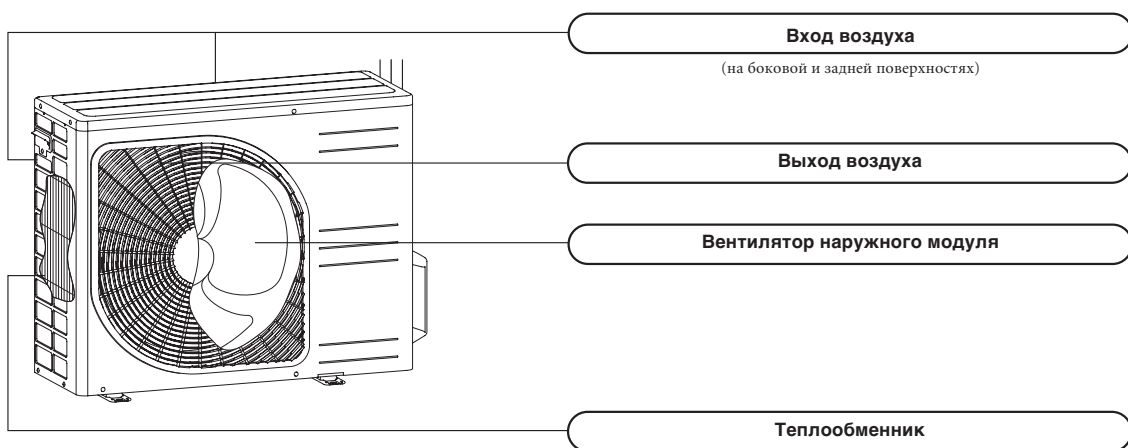 Вход воздуха
(на боковой и задней поверхностях)
Выход воздуха
Вентилятор наружного модуля
Теплообменник